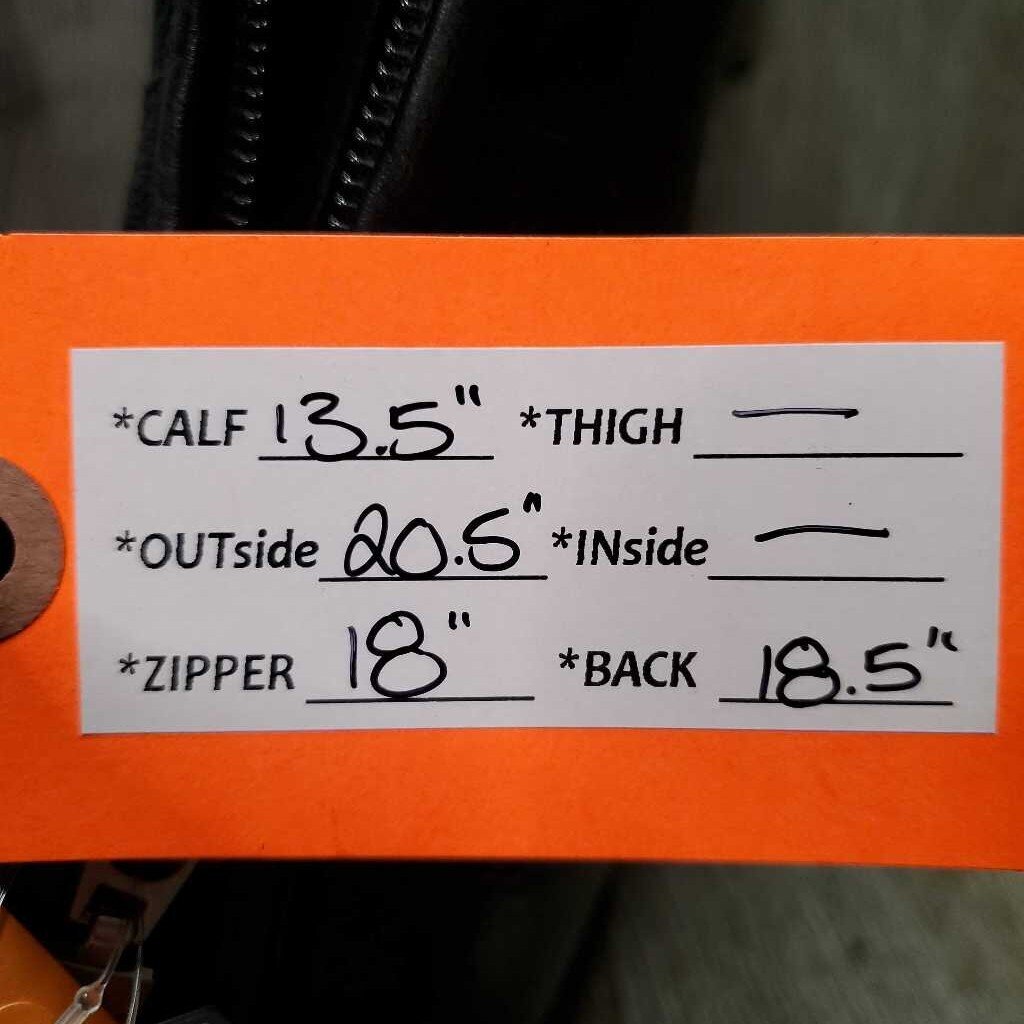 *CALF 13.5" *THIGH —
*OUTside 20.5" *INside —
*ZIPPER 18" *BACK 18.5"